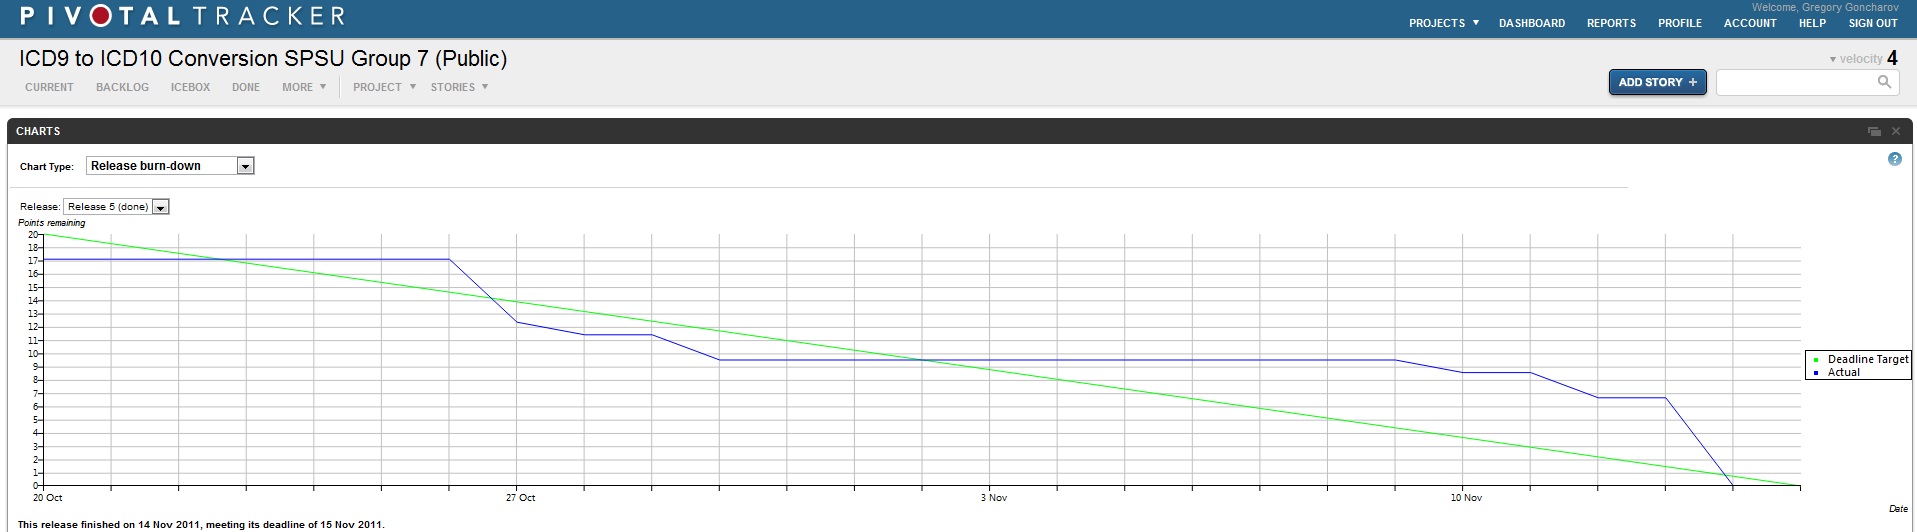 PIVOTAL TRACKER
Welcome, Gregory Goncharov
PROJECTS DASHBOARD REPORTS PROFILE ACCOUNT HELP SIGN OUT
ICD9 to ICD10 Conversion SPSU Group 7 (Public)
velocity 4
CURRENT BACKLOG ICEBOX DONE MORE PROJECT STORIES
ADD STORY +
CHARTS
Chart Type: Release burn-down
?
Release: Release 5 (done)
Points remaining
20
18
17
16
15
14
13
12
11
10
9
8
7
6
5
4
3
2
1
0
Deadline Target
Actual
20 Oct 27 Oct 3 Nov 10 Nov
Date
This release finished on 14 Nov 2011, meeting its deadline of 15 Nov 2011.